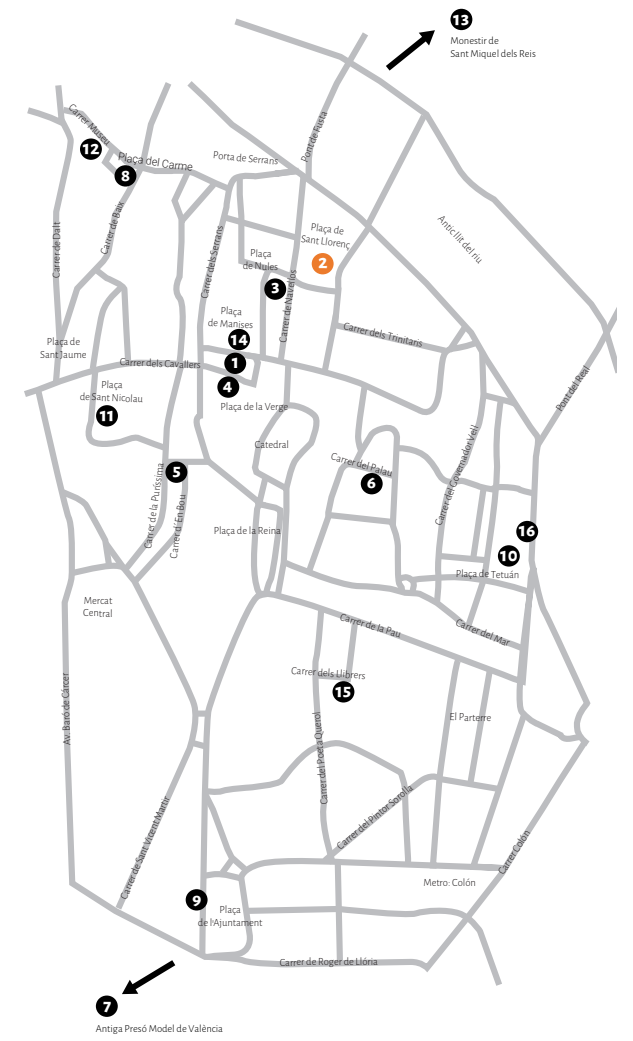 13
Monestir de
Sant Miquel dels Reis
Carrer Museu
12
Plaça del Carme
8
Porta de Serrans
Pont de Fusta
Antic llit del riu
Carrer de Dalt
Carrer de Baix
Carrer dels Serrans
Plaça de
Sant Llorenç
2
Plaça
de Nules
3
Carrer de Navellos
Plaça
de Manises
14
1
4
Carrer dels Trinitaris
Plaça de
Sant Jaume
Carrer dels Cavallers
Plaça
de Sant Nicolau
11
Plaça de la Verge
Pont del Real
Catedral
Carrer del Palau
6
Carrer del Governador Vell
5
Carrer de la Puríssima
Carrer d'En Bou
Plaça de la Reina
16
10
Plaça de Tetuán
Mercat
Central
Carrer de la Pau
Carrer del Mar
Carrer dels Llibrers
15
Av. Baró de Cárcer
Carrer del Poeta Querol
El Parterre
Carrer de Sant Vicent Martir
Carrer del Pintor Sorolla
Carrer Colón
Metro: Colón
9
Plaça
de l'Ajuntament
Carrer de Roger de Llória
7
Antiga Presó Model de València